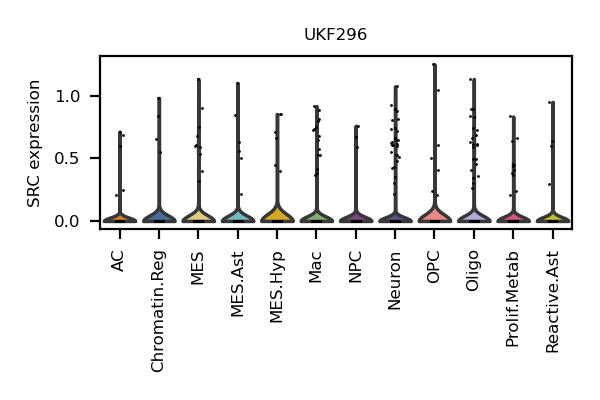 UKF296
SRC expression
1.0
0.5
0.0
AC
Chromatin.Reg
MES
MES.Ast
MES.Hyp
Mac
NPC
Neuron
OPC
Oligo
Prolif.Metab
Reactive.Ast